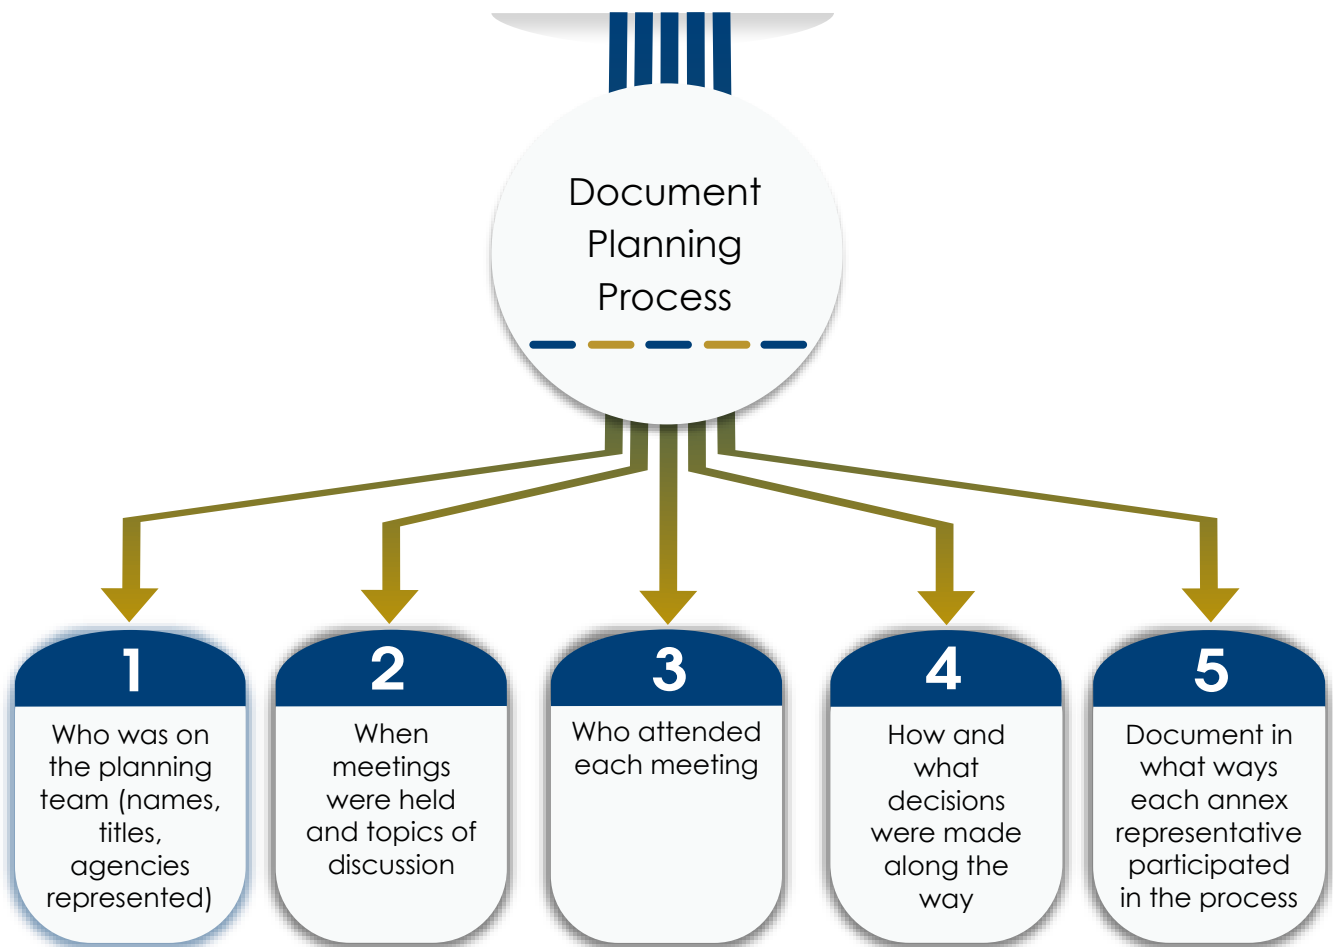 Document
Planning
Process
1
Who was on
the planning
team (names,
titles,
agencies
represented)
2
When
meetings
were held
and topics of
discussion
3
Who attended
each meeting
4
How and
what
decisions
were made
along the
way
5
Document in
what ways
each annex
representative
participated
in the process